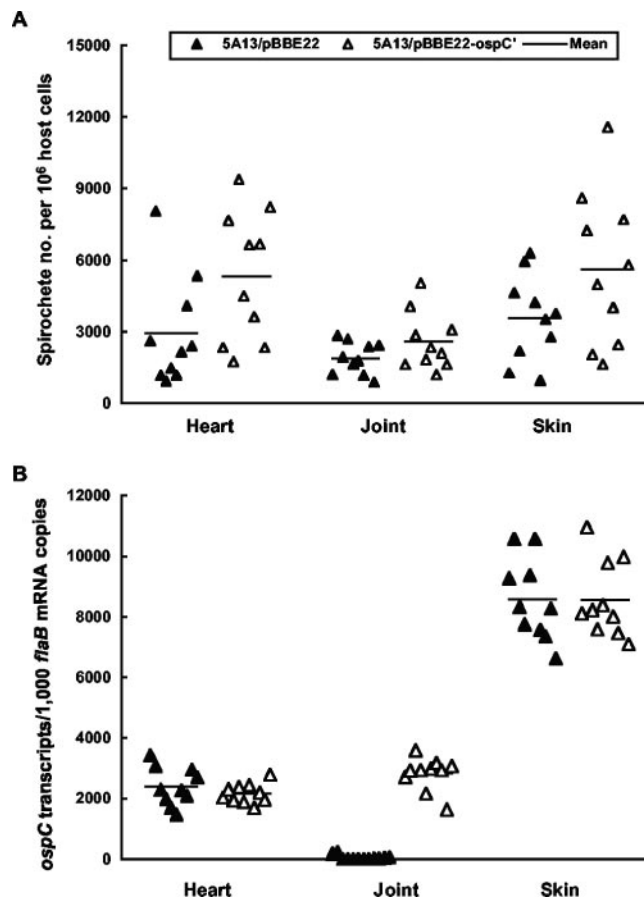 A
5A13/pBBE22 5A13/pBBE22-ospC' Mean
Spirochete no. per 10⁶ host cells
15000
12000
9000
6000
3000
0
Heart Joint Skin
B
ospC transcripts/1,000 flaB mRNA copies
12000
10000
8000
6000
4000
2000
0
Heart Joint Skin